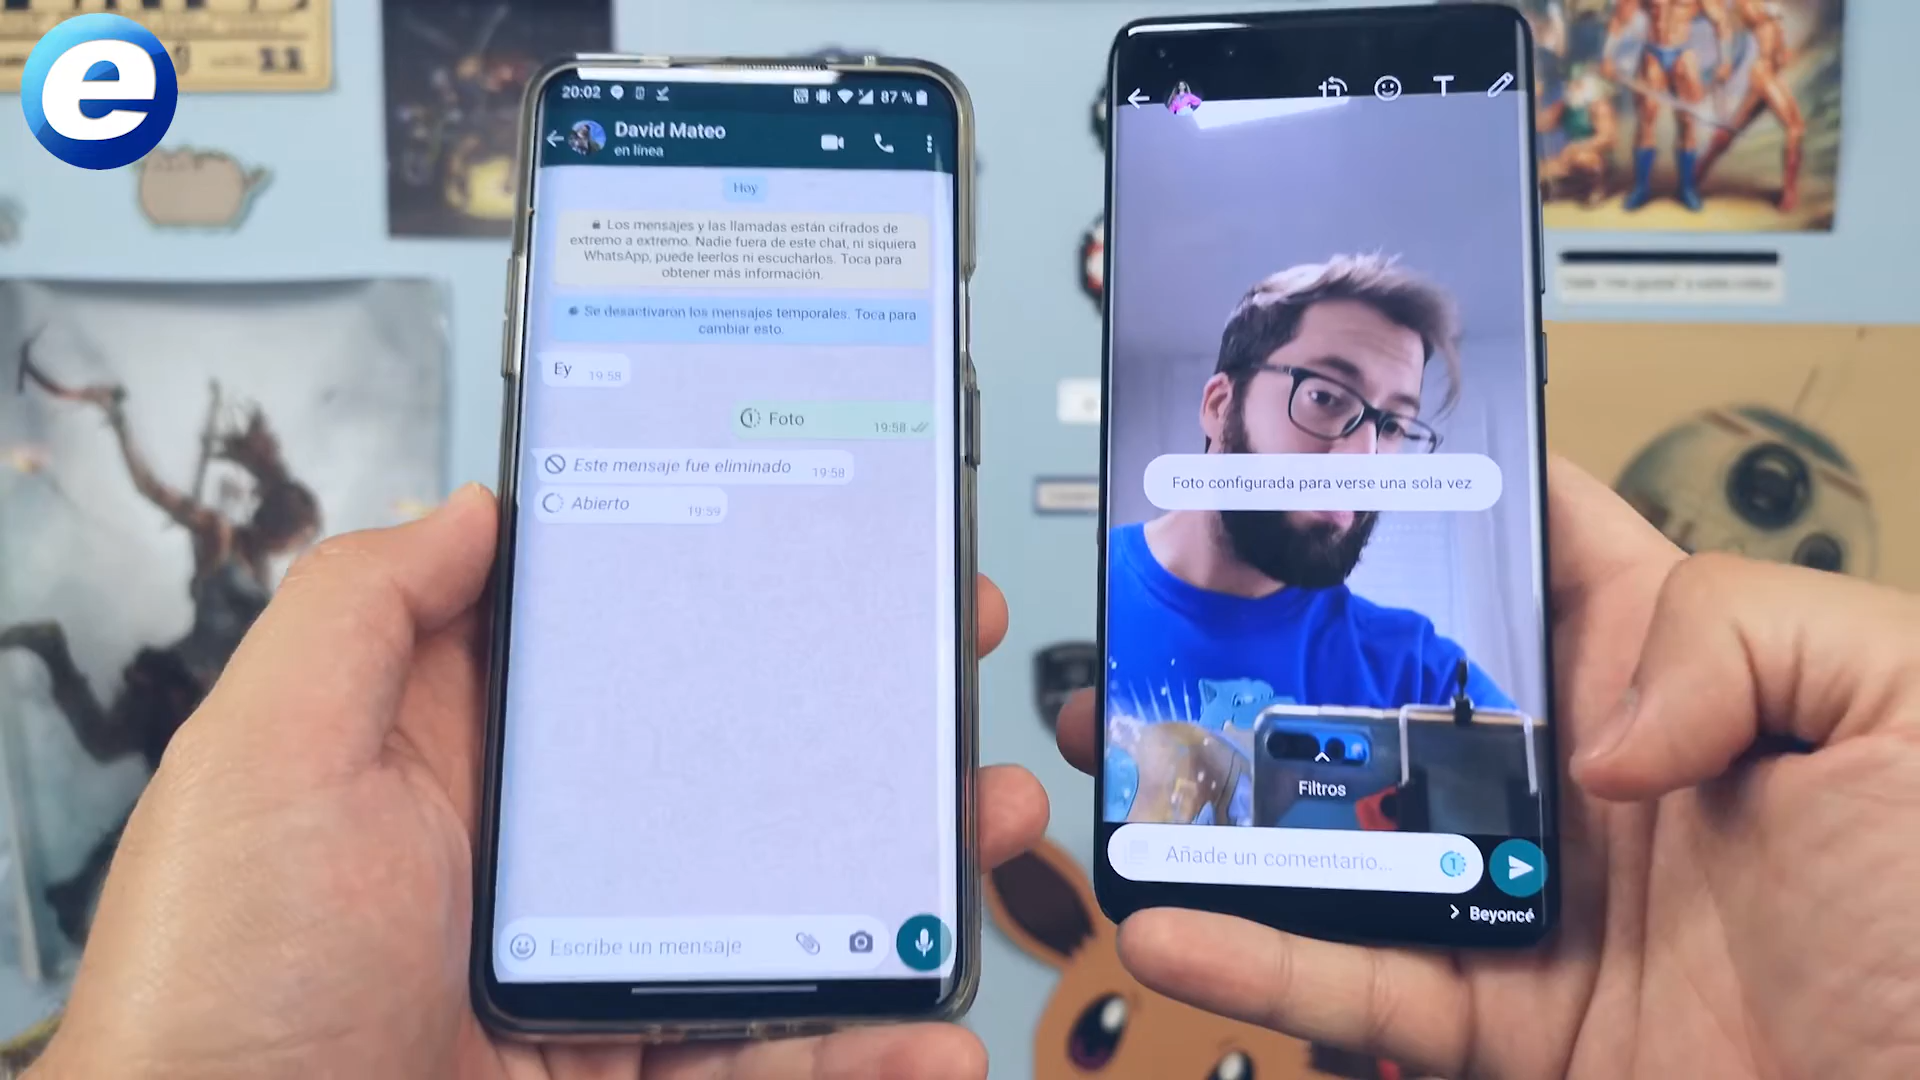 e
20:02
87 %
David Mateo
en línea
Hoy
Los mensajes y las llamadas están cifrados de
extremo a extremo. Nadie fuera de este chat, ni siquiera
WhatsApp, puede leerlos ni escucharlos. Toca para
obtener más información.
Se desactivaron los mensajes temporales. Toca para
cambiar esto.
Ey 19:58
1 Foto 19:58
Este mensaje fue eliminado 19:58
Abierto 19:59
Escribe un mensaje
T
Foto configurada para verse una sola vez
Filtros
Añade un comentario... 1
> Beyoncé